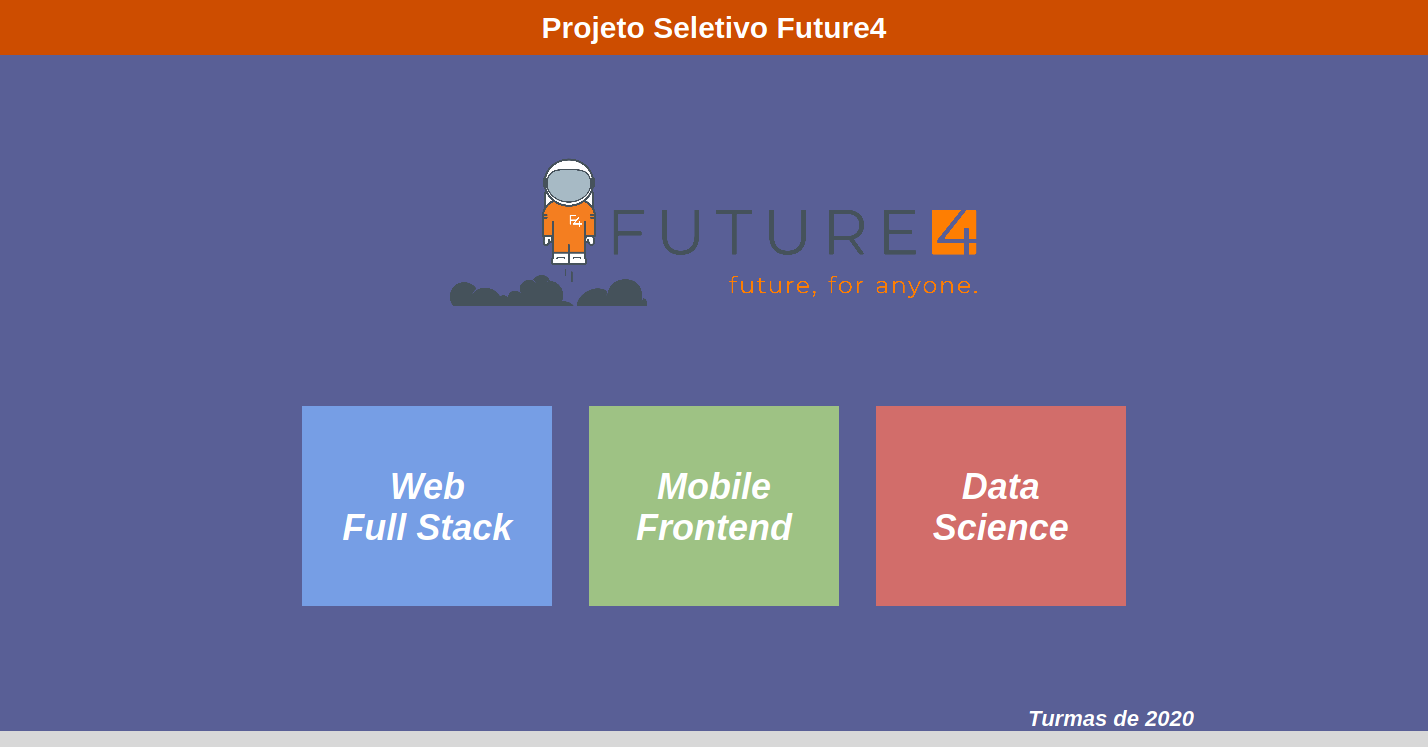 Projeto Seletivo Future4
F4
FUTURE4
future, for anyone.
Web
Full Stack
Mobile
Frontend
Data
Science
Turmas de 2020